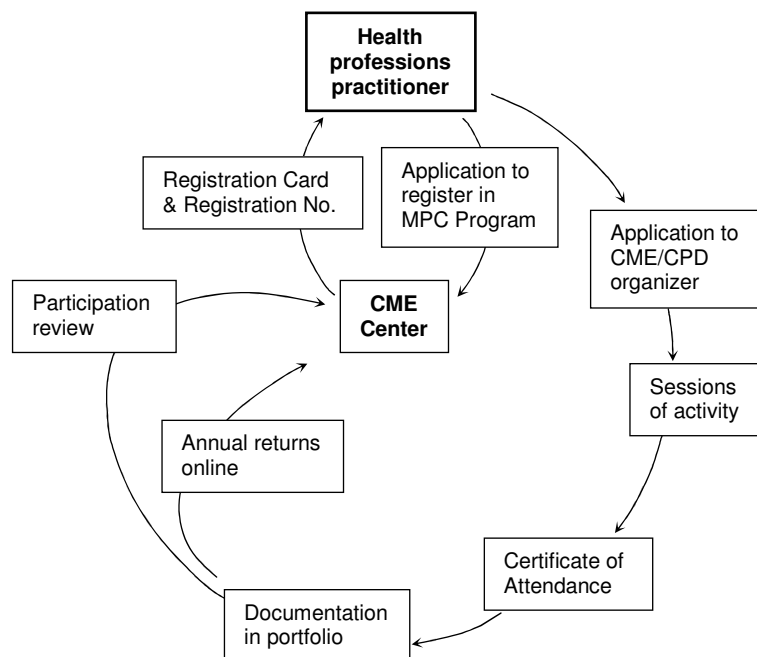 Health
professions
practitioner
Registration Card
& Registration No.
Application to
register in
MPC Program
Application to
CME/CPD
organizer
Participation
review
CME
Center
Sessions
of activity
Annual returns
online
Certificate of
Attendance
Documentation
in portfolio